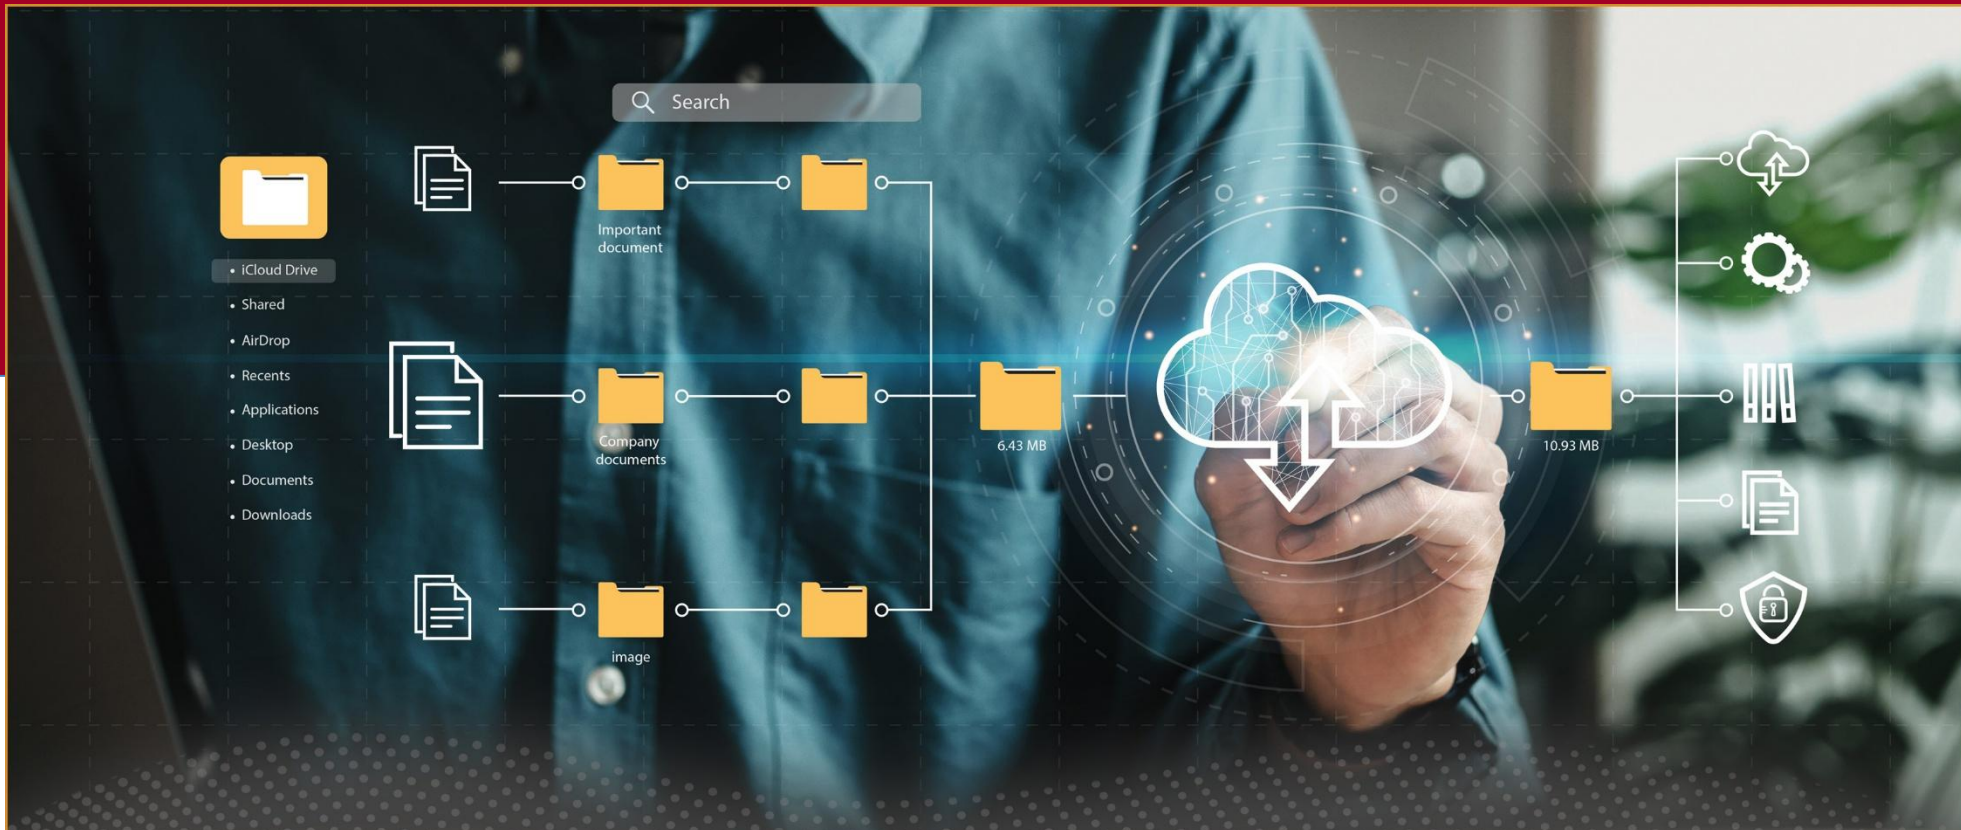 Search
• iCloud Drive
• Shared
• AirDrop
• Recents
• Applications
• Desktop
• Documents
• Downloads
Important
document
Company
documents
image
6.43 MB
10.93 MB